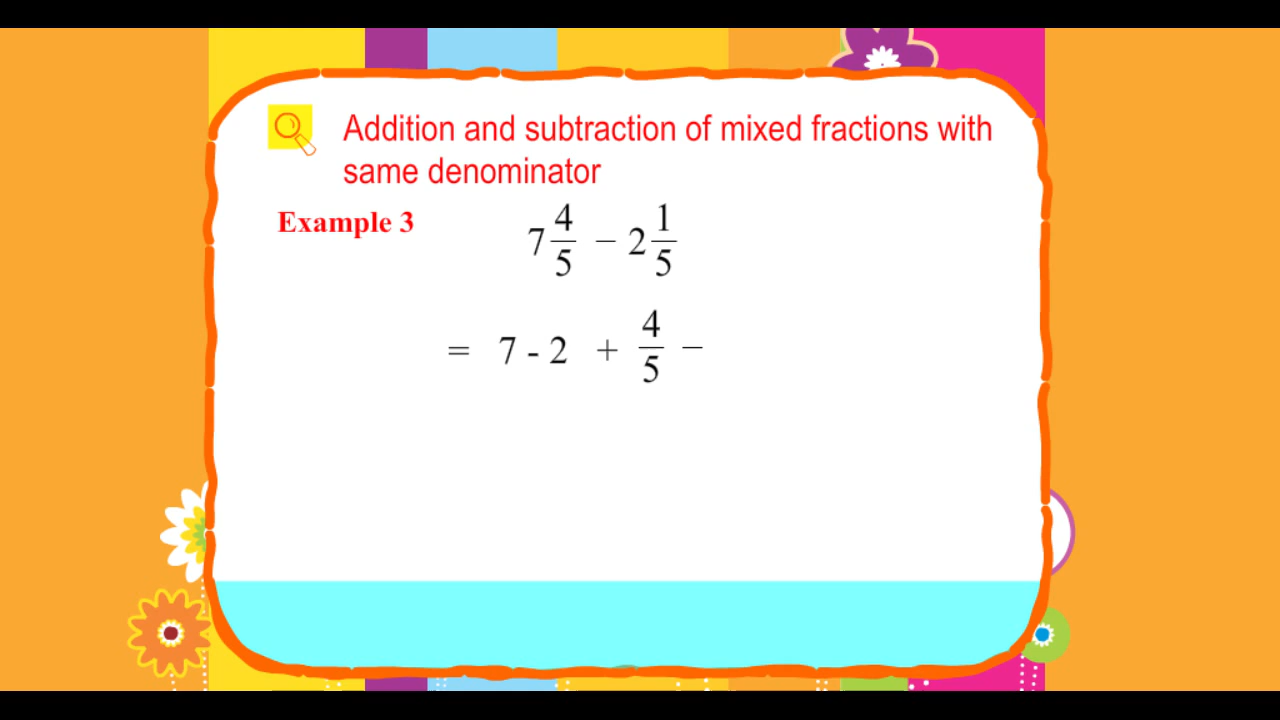 Addition and subtraction of mixed fractions with
same denominator
Example 3
7 4/5 − 2 1/5
= 7 - 2 + 4/5 −